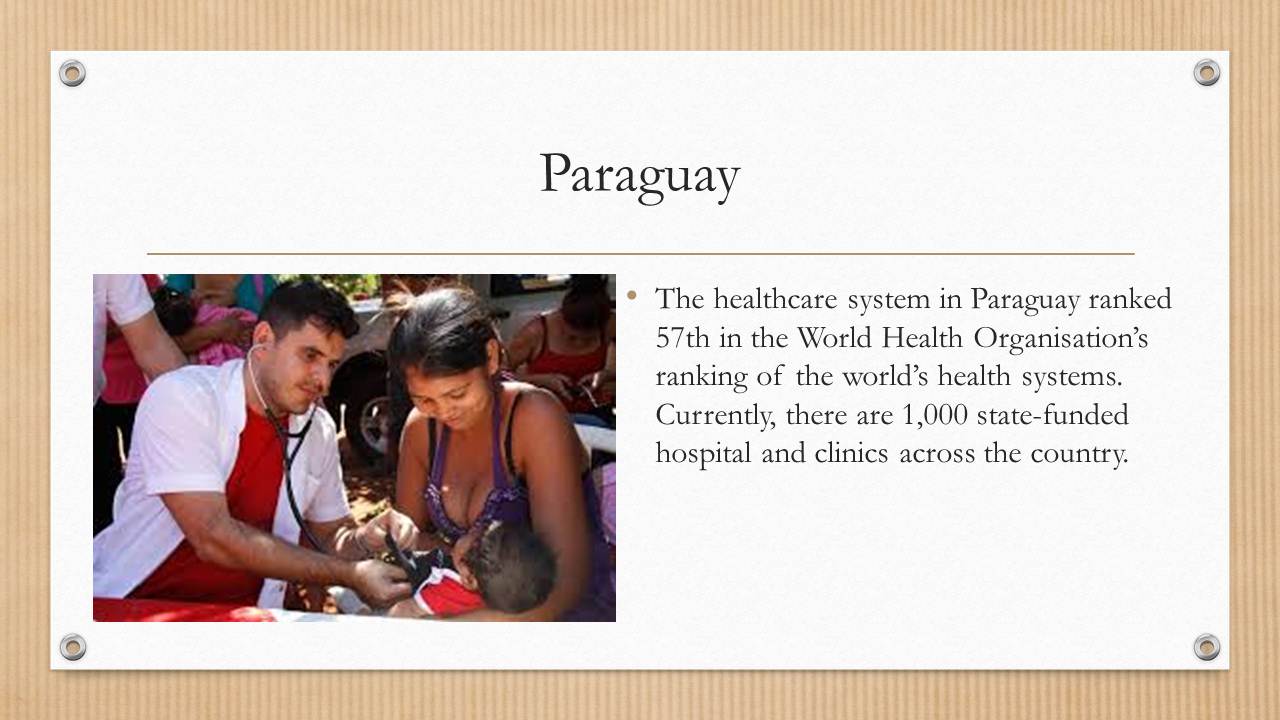 Paraguay
• The healthcare system in Paraguay ranked
57th in the World Health Organisation’s
ranking of the world’s health systems.
Currently, there are 1,000 state-funded
hospital and clinics across the country.